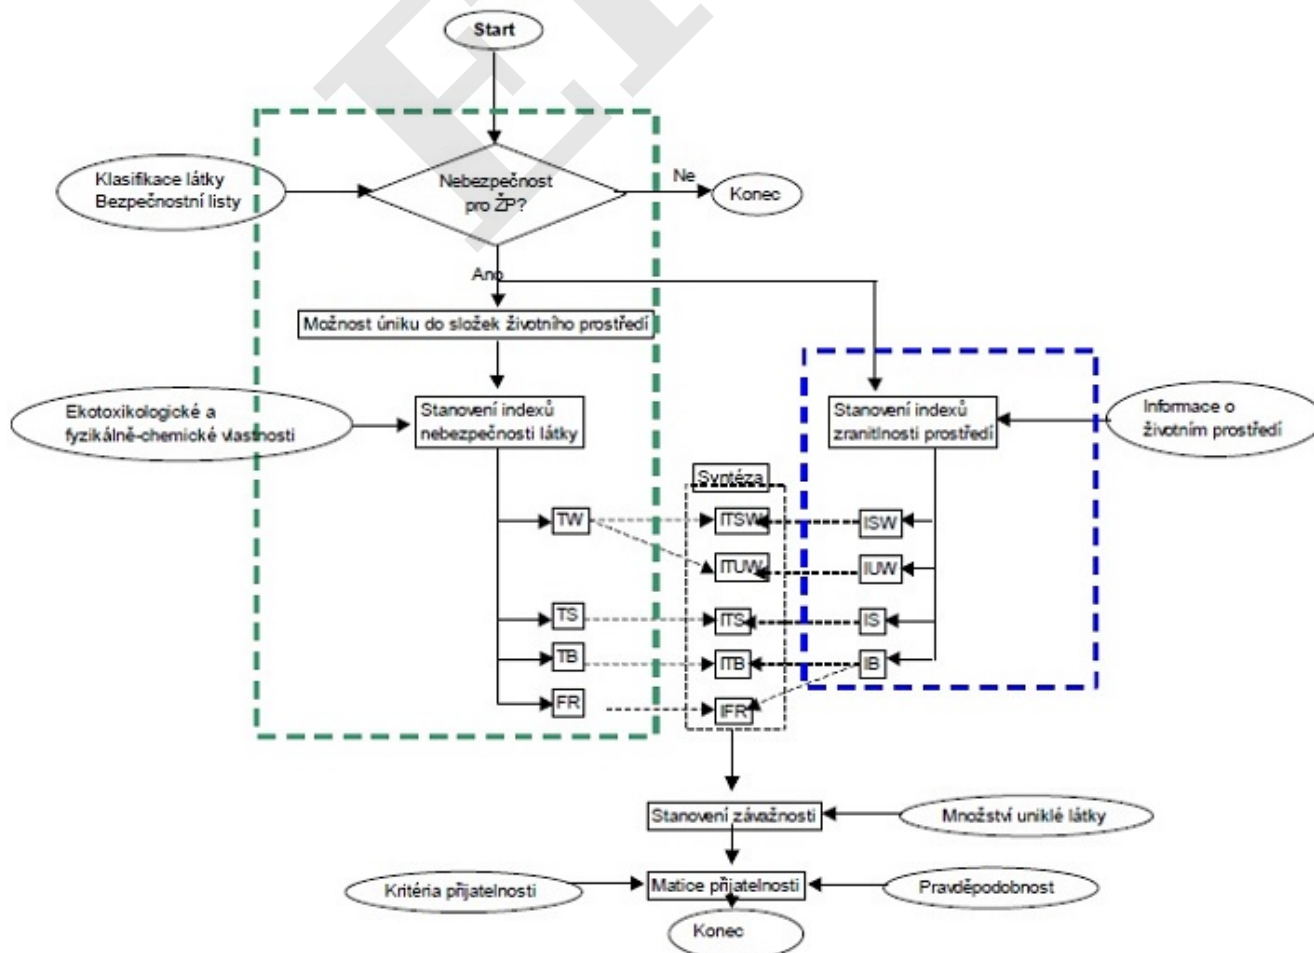 Start
Klasifikace látky
Bezpečnostní listy
Nebezpečnost
pro ŽP?
Ne
Konec
Ano
Možnost úniku do složek životního prostředí
Ekotoxikologické a
fyzikálně-chemické vlastnosti
Stanovení indexů
nebezpečnosti látky
Stanovení indexů
zranitlnosti prostředí
Informace o
životním prostředí
Syntéza
TW
ITSW
ISW
ITUW
IUW
TS
ITS
IS
TB
ITB
IB
FR
IFR
Stanovení závažnosti
Množství uniklé látky
Kritéria přijatelnosti
Matice přijatelnosti
Pravděpodobnost
Konec